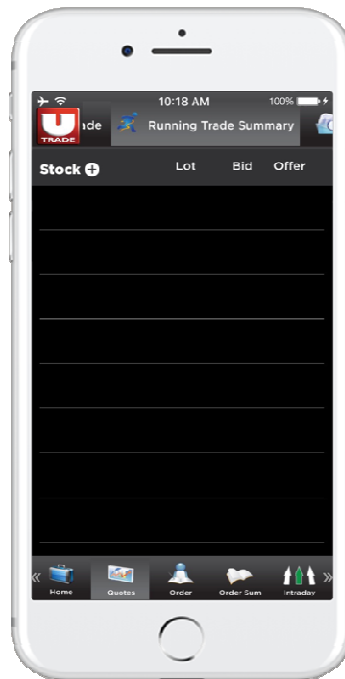 10:18 AM 100%
U TRADE ade Running Trade Summary
Stock Lot Bid Offer
« Home Quotes Order Order Sum Intraday »